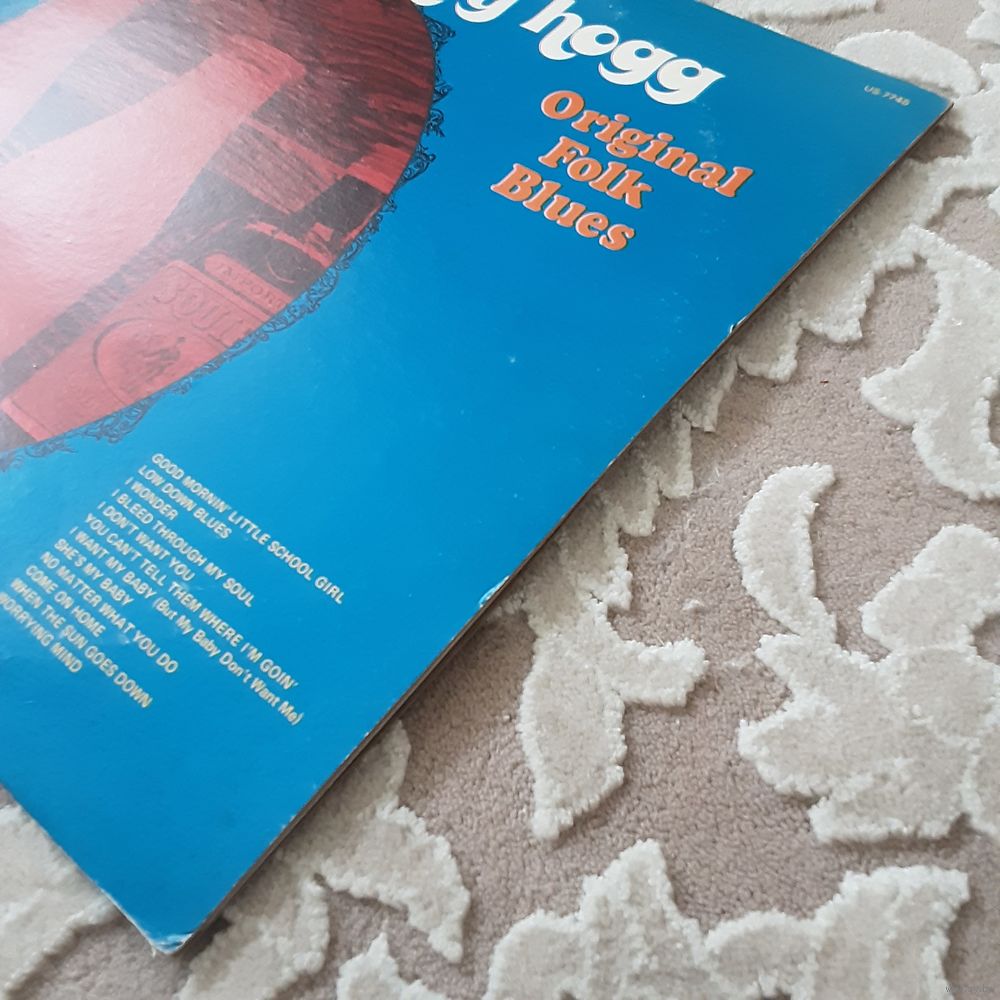 hogg
US-7745
Original
Folk
Blues
GOOD MORNIN' LITTLE SCHOOL GIRL
LOW DOWN BLUES
I WONDER
I BLEED THROUGH MY SOUL
I DON'T WANT YOU
YOU CAN'T TELL THEM WHERE I'M GOIN'
I WANT MY BABY (But My Baby Don't Want Me)
SHE'S MY BABY
NO MATTER WHAT YOU DO
COME ON HOME
WHEN THE SUN GOES DOWN
WORRYING MIND